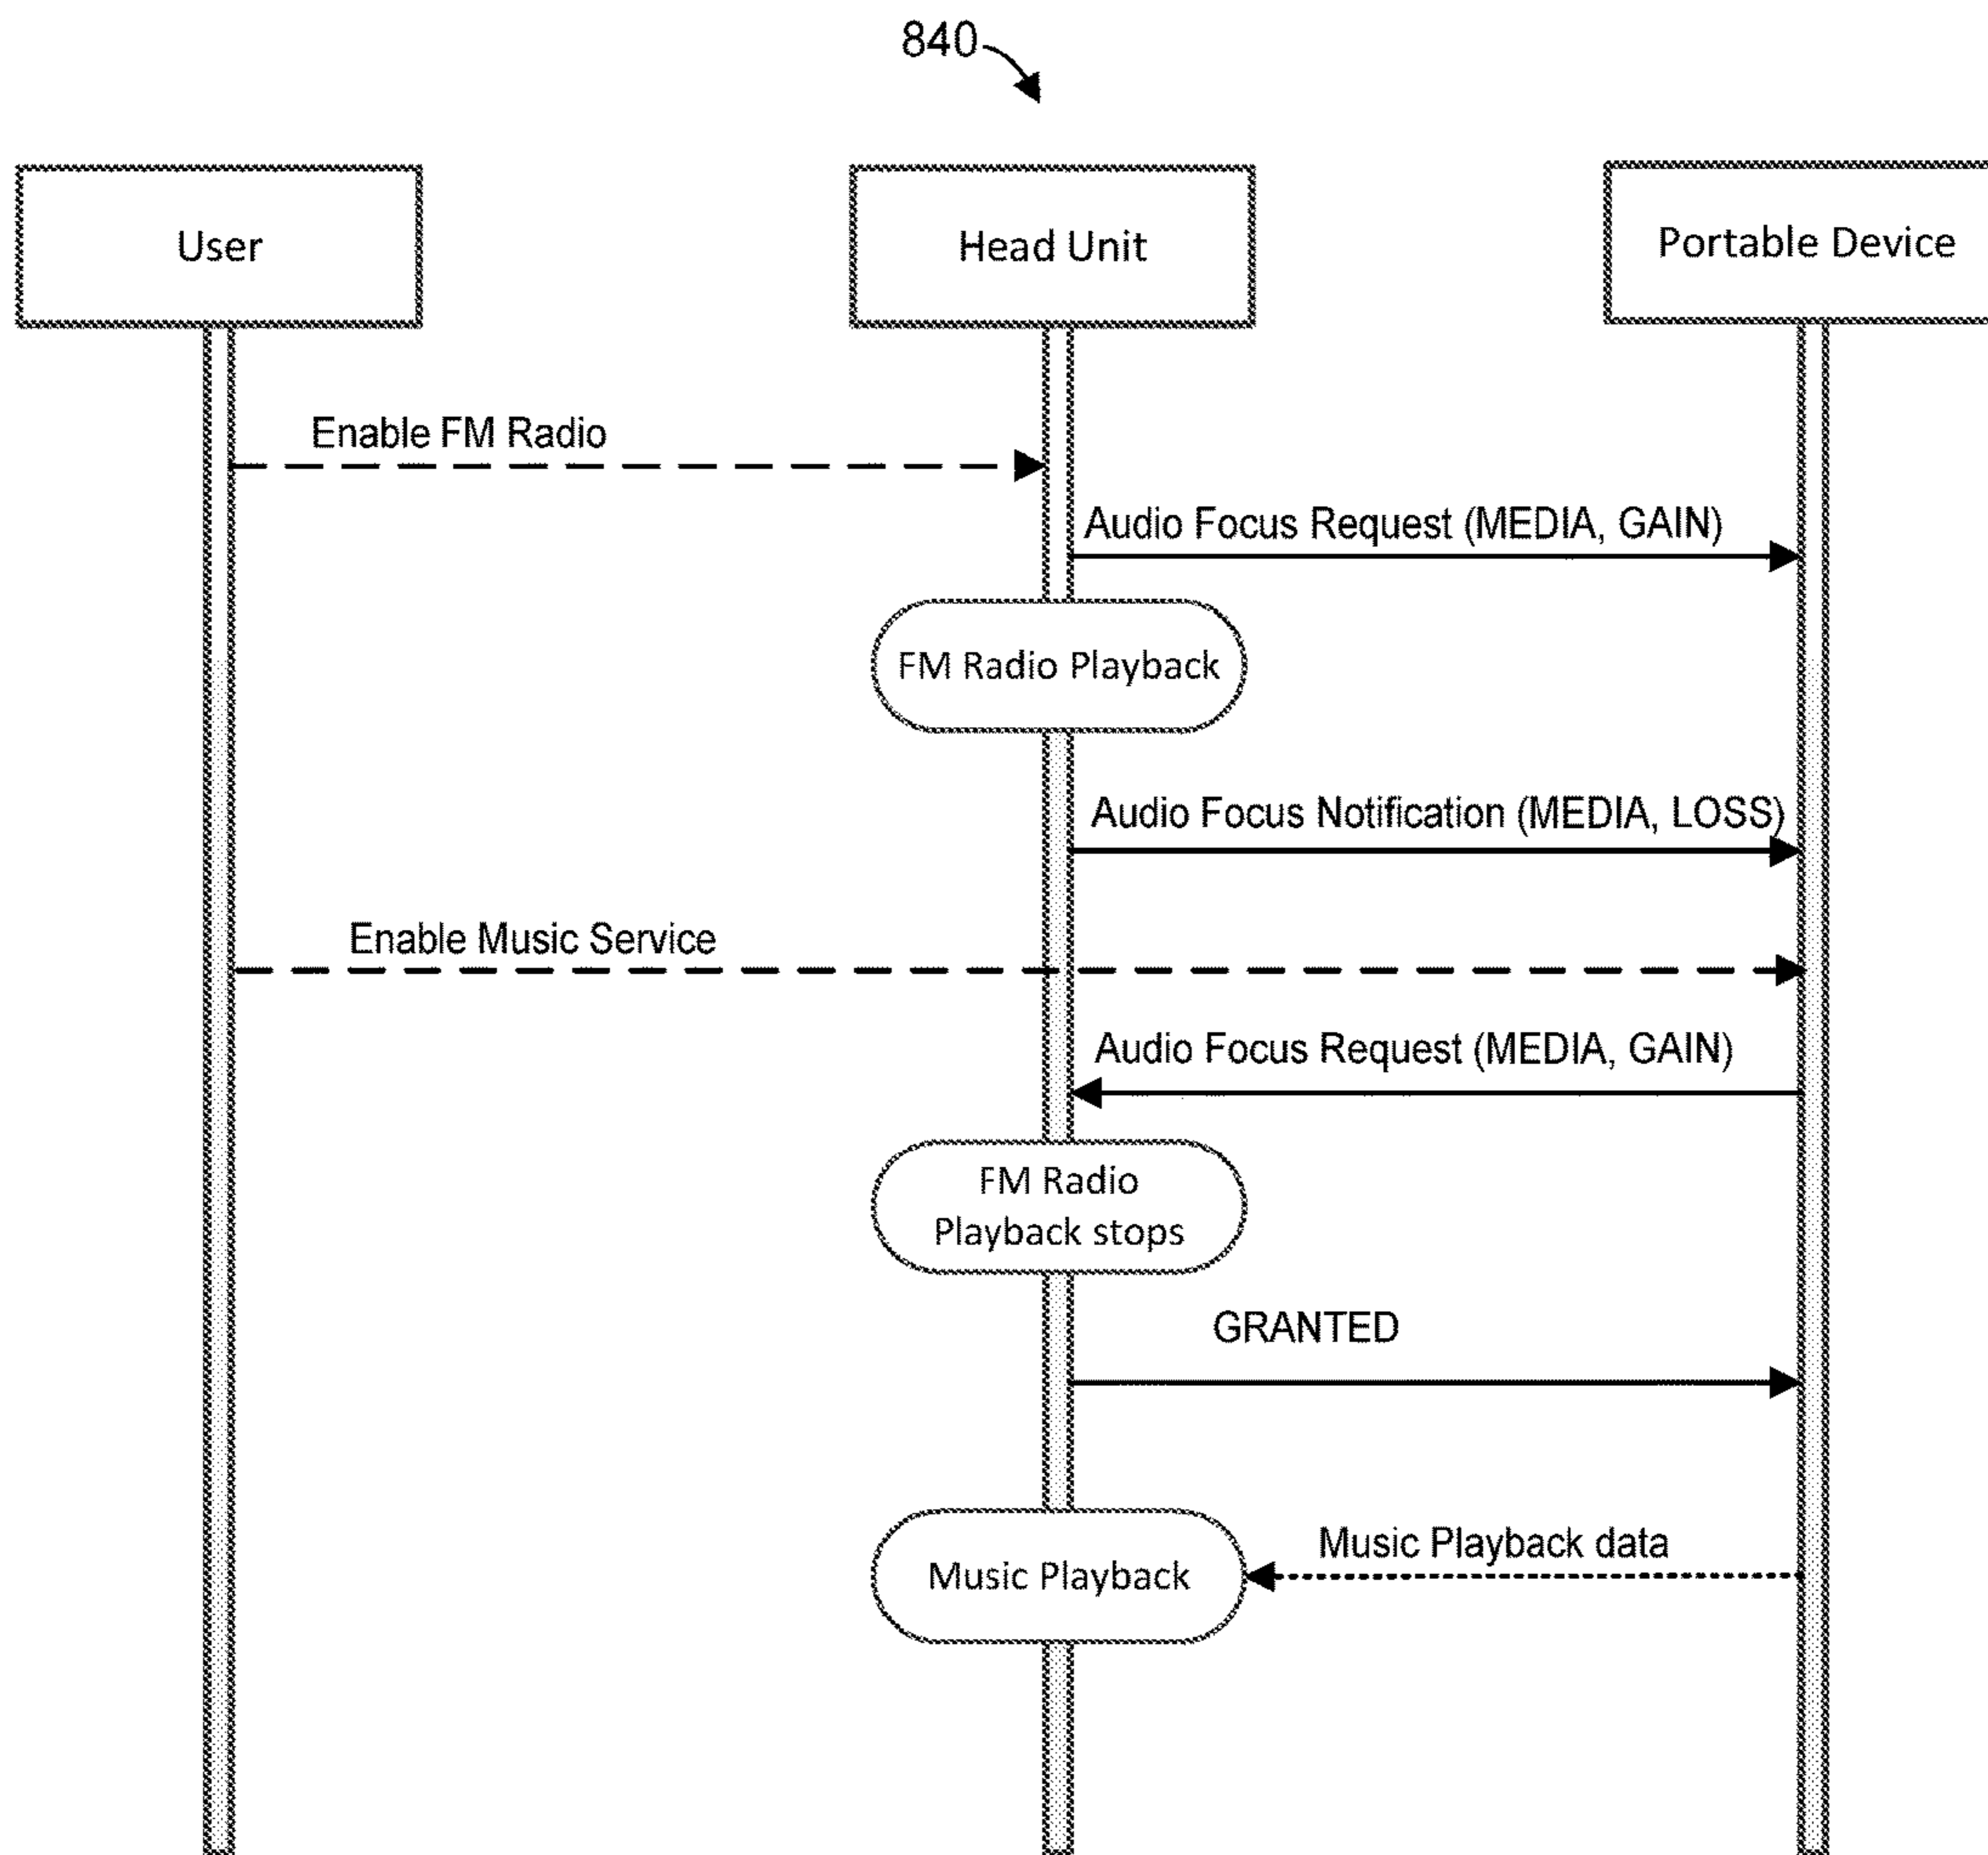 840
User
Head Unit
Portable Device
Enable FM Radio
Audio Focus Request (MEDIA, GAIN)
FM Radio Playback
Audio Focus Notification (MEDIA, LOSS)
Enable Music Service
Audio Focus Request (MEDIA, GAIN)
FM Radio
Playback stops
GRANTED
Music Playback data
Music Playback